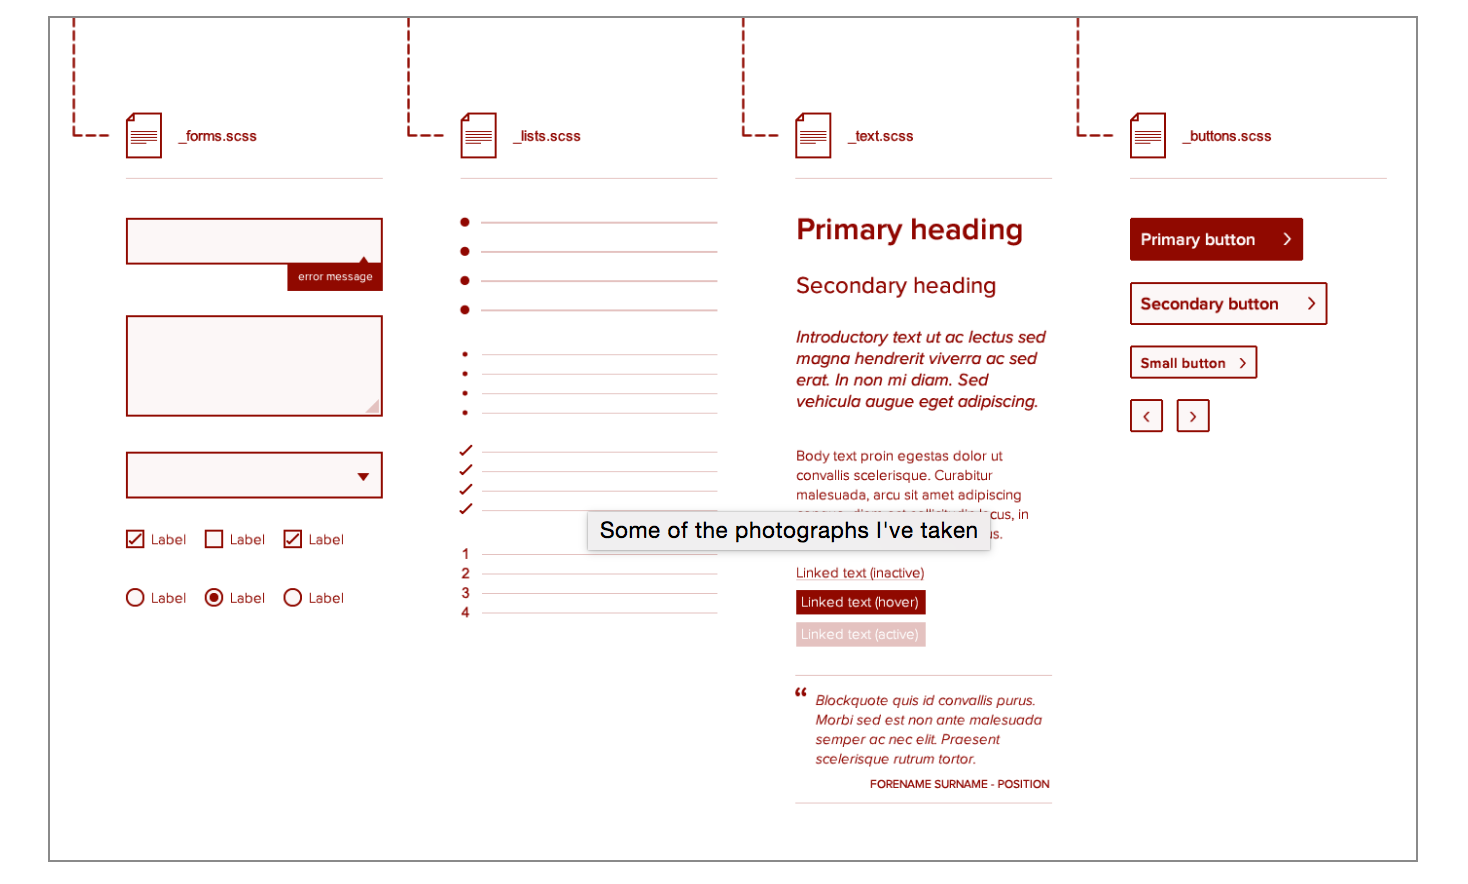 _forms.scss
error message
Label
Label
Label
Label
Label
Label
_lists.scss
1
2
3
4
_text.scss
Primary heading
Secondary heading
Introductory text ut ac lectus sed
magna hendrerit viverra ac sed
erat. In non mi diam. Sed
vehicula augue eget adipiscing.
Body text proin egestas dolor ut
convallis scelerisque. Curabitur
malesuada, arcu sit amet adipiscing
in
Some of the photographs I've taken
Linked text (inactive)
Linked text (hover)
Linked text (active)
“ Blockquote quis id convallis purus.
Morbi sed est non ante malesuada
semper ac nec elit. Praesent
scelerisque rutrum tortor.
FORENAME SURNAME - POSITION
_buttons.scss
Primary button
Secondary button
Small button